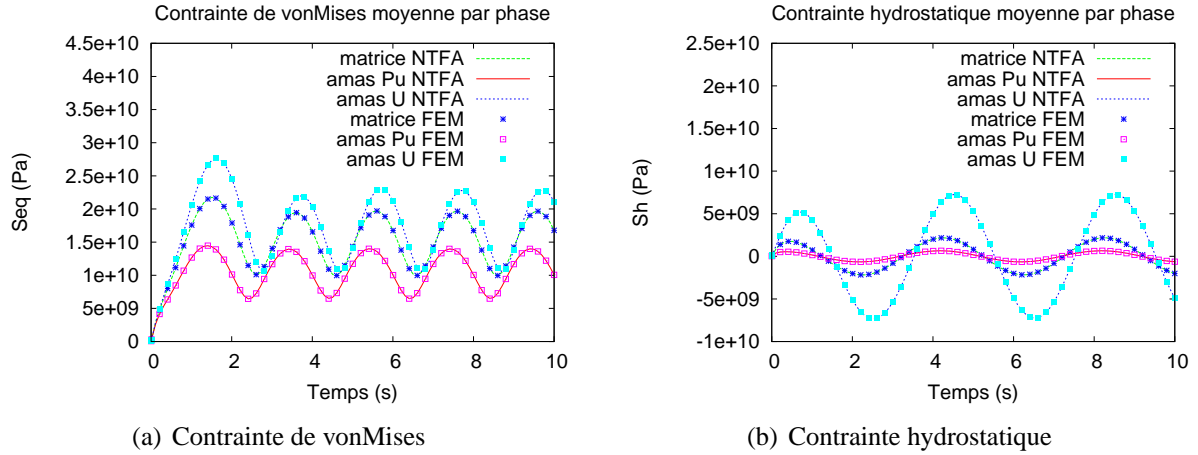 Contrainte de vonMises moyenne par phase
4.5e+10
4e+10
3.5e+10
3e+10
2.5e+10
2e+10
1.5e+10
1e+10
5e+09
0
Seq (Pa)
matrice NTFA
amas Pu NTFA
amas U NTFA
matrice FEM
amas Pu FEM
amas U FEM
0 2 4 6 8 10
Temps (s)
(a) Contrainte de vonMises
Contrainte hydrostatique moyenne par phase
2.5e+10
2e+10
1.5e+10
1e+10
5e+09
0
-5e+09
-1e+10
Sh (Pa)
matrice NTFA
amas Pu NTFA
amas U NTFA
matrice FEM
amas Pu FEM
amas U FEM
0 2 4 6 8 10
Temps (s)
(b) Contrainte hydrostatique